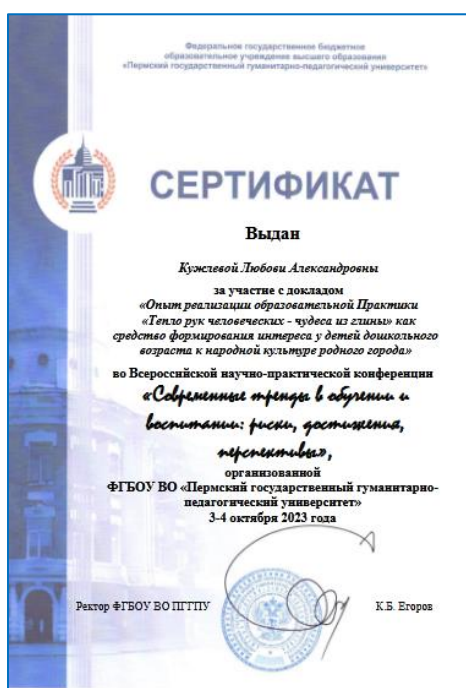 Федеральное государственное бюджетное
образовательное учреждение высшего образования
«Пермский государственный гуманитарно-педагогический университет»
СЕРТИФИКАТ
Выдан
Кужлевой Любови Александровны
за участие с докладом
«Опыт реализации образовательной Практики
«Тепло рук человеческих - чудеса из глины» как
средство формирования интереса у детей дошкольного
возраста к народной культуре родного города»
во Всероссийской научно-практической конференции
«Современные тренды в обучении и
воспитании: риски, достижения,
перспективы»,
организованной
ФГБОУ ВО «Пермский государственный гуманитарно-
педагогический университет»
3-4 октября 2023 года
Ректор ФГБОУ ВО ПГГПУ
К.Б. Егоров